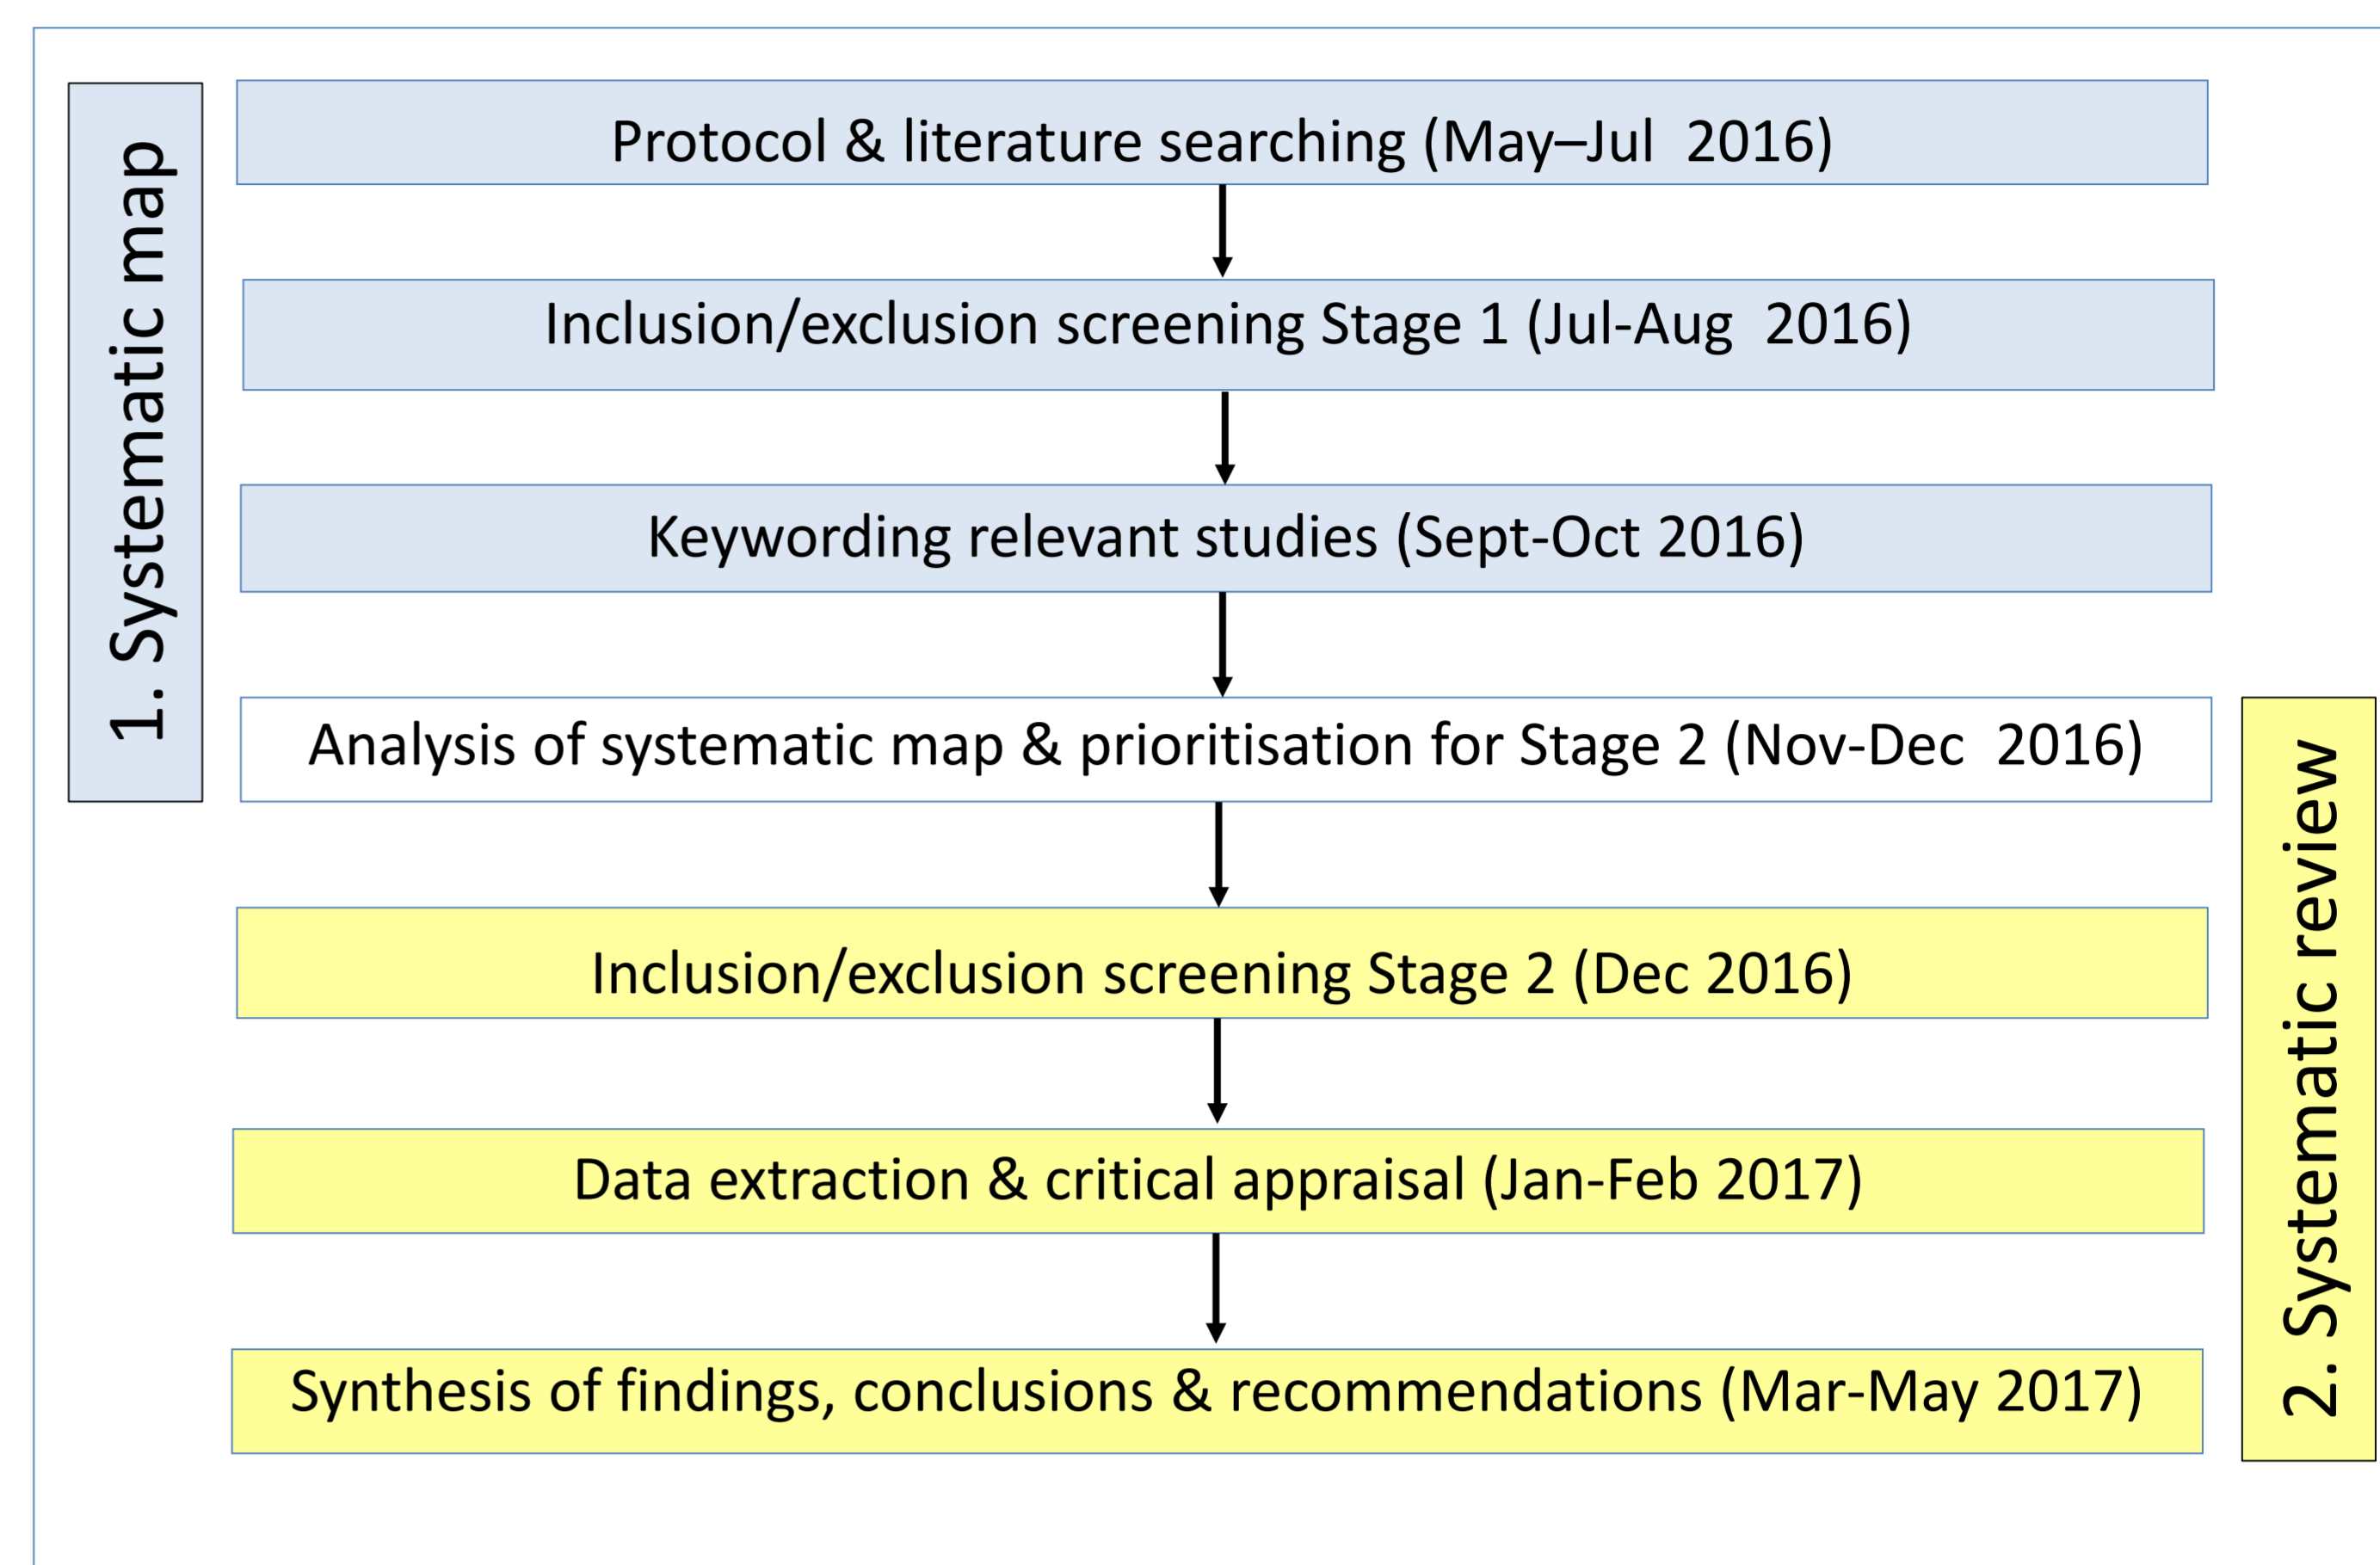 1. Systematic map
Protocol & literature searching (May–Jul  2016)
Inclusion/exclusion screening Stage 1 (Jul-Aug  2016)
Keywording relevant studies (Sept-Oct 2016)
Analysis of systematic map & prioritisation for Stage 2 (Nov-Dec  2016)
Inclusion/exclusion screening Stage 2 (Dec 2016)
Data extraction & critical appraisal (Jan-Feb 2017)
Synthesis of findings, conclusions & recommendations (Mar-May 2017)
2. Systematic review